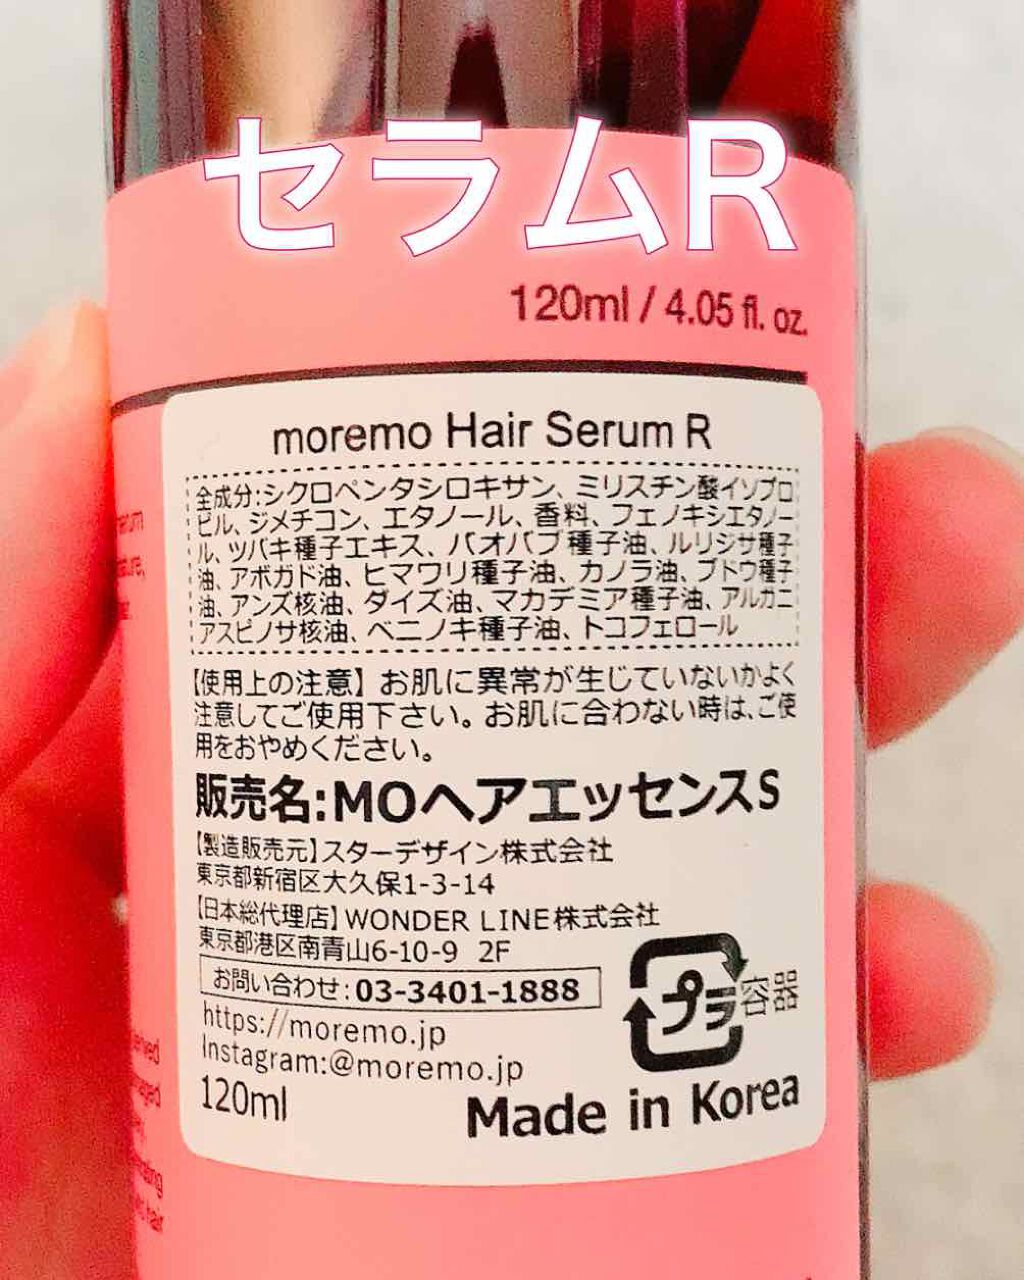 セラムR
120ml / 4.05 fl. oz.
moremo Hair Serum R
全成分:シクロペンタシロキサン、ミリスチン酸イソプロ
ピル、ジメチコン、エタノール、香料、フェノキシエタノー
ル、ツバキ種子エキス、バオバブ種子油、ルリジサ種子
油、アボガド油、ヒマワリ種子油、カノラ油、ブドウ種子
油、アンズ核油、ダイズ油、マカデミア種子油、アルガニ
アスピノサ核油、ベニノキ種子油、トコフェロール
【使用上の注意】お肌に異常が生じていないかよく
注意してご使用下さい。お肌に合わない時は、ご使
用をおやめください。
販売名:MOヘアエッセンスS
【製造販売元】スターデザイン株式会社
東京都新宿区大久保1-3-14
【日本総代理店】WONDER LINE株式会社
東京都港区南青山6-10-9 2F
お問い合わせ:03-3401-1888
https://moremo.jp
Instagram:@moremo.jp
プラ 容器
120ml
Made in Korea
hair